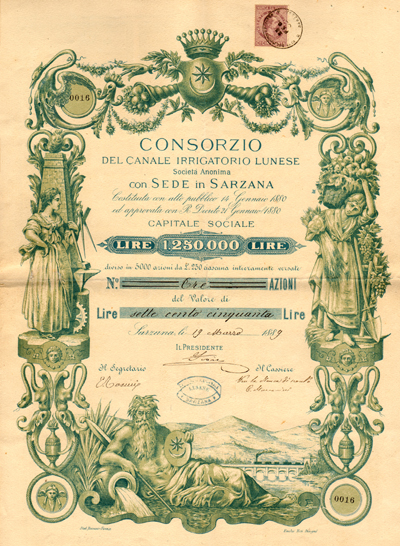 0016
CONSORZIO
DEL CANALE IRRIGATORIO LUNESE
Società Anonima
con SEDE in SARZANA
Costituita con atto pubblico 14 Gennaio 1880
ed approvata con R. Decreto 21 Gennaio 1880
CAPITALE SOCIALE
LIRE 1.250.000 LIRE
diviso in 5000 azioni da L. 250 ciascuna interamente versate
N.º Tre AZIONI
del Valore di
Lire sette cento cinquanta Lire
Sarzana, li 19 Marzo 1889
IL PRESIDENTE
Il Segretario
Il Cassiere
SARZANA
0016